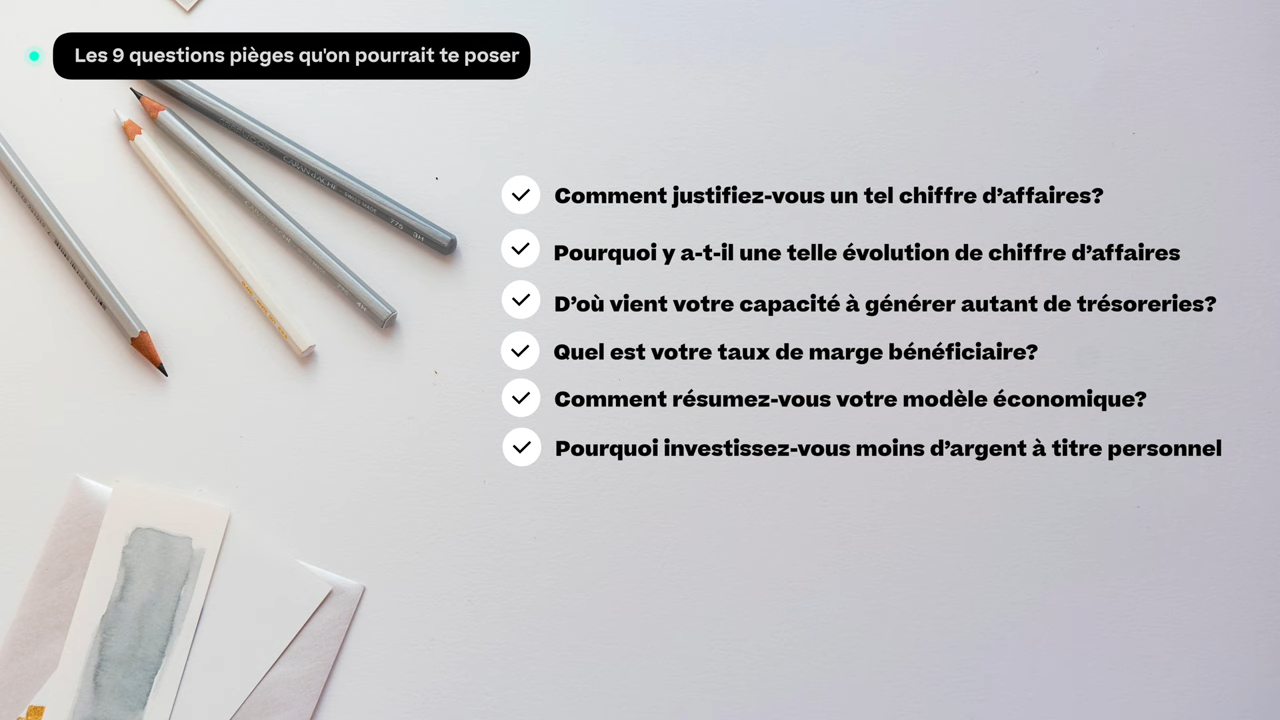 Les 9 questions pièges qu'on pourrait te poser
Comment justifiez-vous un tel chiffre d’affaires?
Pourquoi y a-t-il une telle évolution de chiffre d’affaires
D’où vient votre capacité à générer autant de trésoreries?
Quel est votre taux de marge bénéficiaire?
Comment résumez-vous votre modèle économique?
Pourquoi investissez-vous moins d’argent à titre personnel